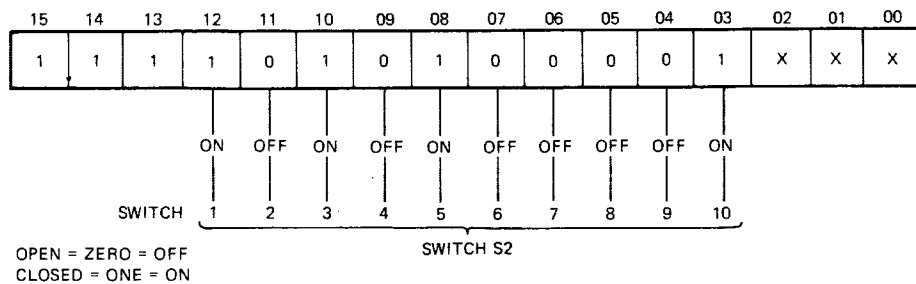 15 14 13 12 11 10 09 08 07 06 05 04 03 02 01 00
1 1 1 1 0 1 0 1 0 0 0 0 1 X X X
ON OFF ON OFF ON OFF OFF OFF OFF ON
SWITCH 1 2 3 4 5 6 7 8 9 10
SWITCH S2
OPEN = ZERO = OFF
CLOSED = ONE = ON